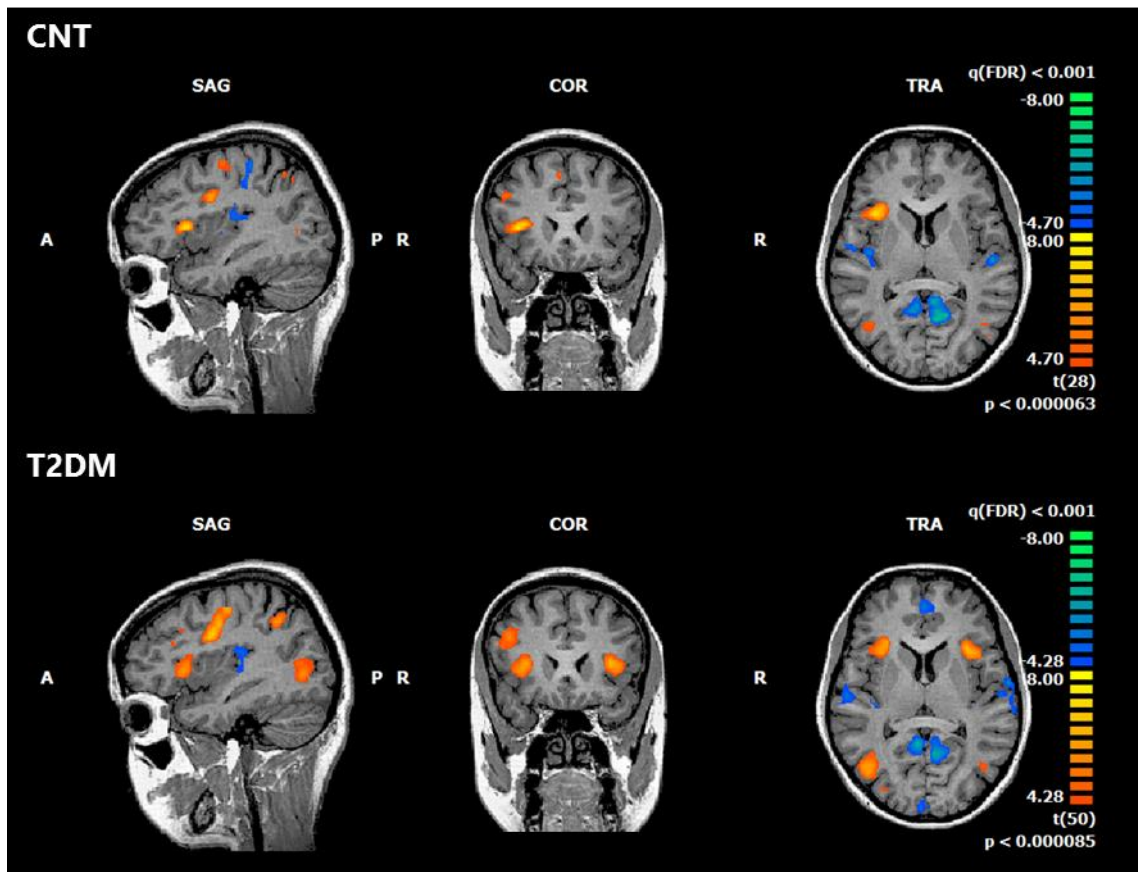 CNT
SAG
COR
TRA
q(FDR) < 0.001
-8.00
A
P
R
R
-4.70
8.00
4.70
t(28)
p < 0.000063
T2DM
SAG
COR
TRA
q(FDR) < 0.001
-8.00
A
P
R
R
-4.28
8.00
4.28
t(50)
p < 0.000085